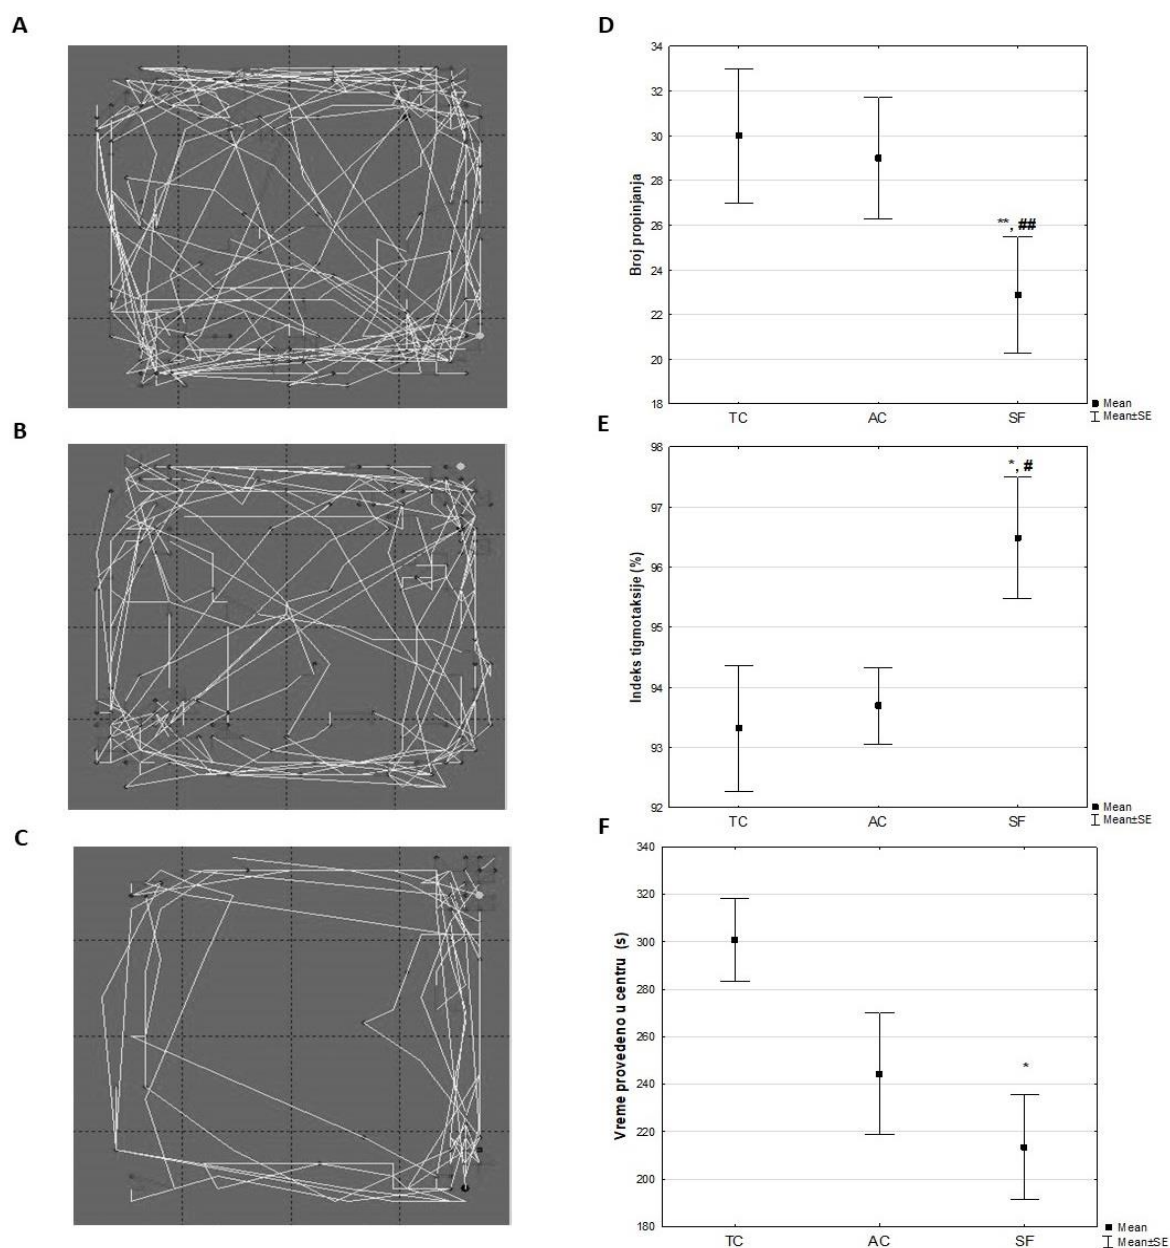 A
B
C
D
Broj propinjanja
34
32
30
28
26
24
22
20
18
**, ##
TC AC SF
Mean
Mean±SE
E
Indeks tigmotaksije (%)
98
97
96
95
94
93
92
*, #
TC AC SF
Mean
Mean±SE
F
Vreme provedeno u centru (s)
340
320
300
280
260
240
220
200
180
*
TC AC SF
Mean
Mean±SE